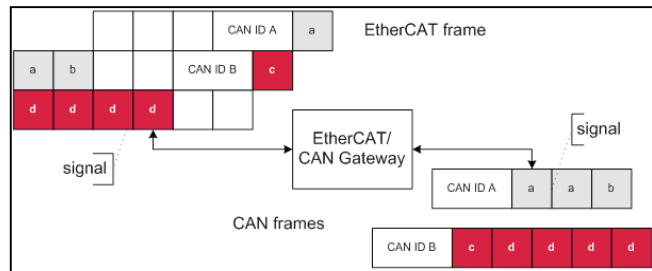 CAN ID A a EtherCAT frame
a b CAN ID B c
d d d d
EtherCAT/
CAN Gateway
signal
signal
CAN ID A a a b
CAN frames
CAN ID B c d d d d